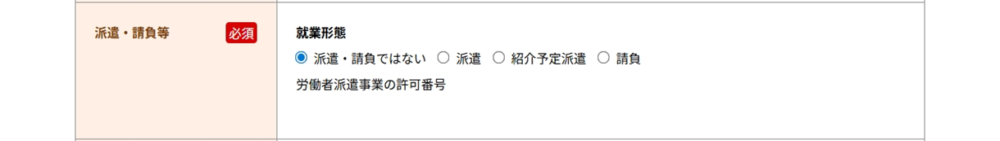 派遣・請負等 必須
就業形態
派遣・請負ではない 派遣 紹介予定派遣 請負
労働者派遣事業の許可番号